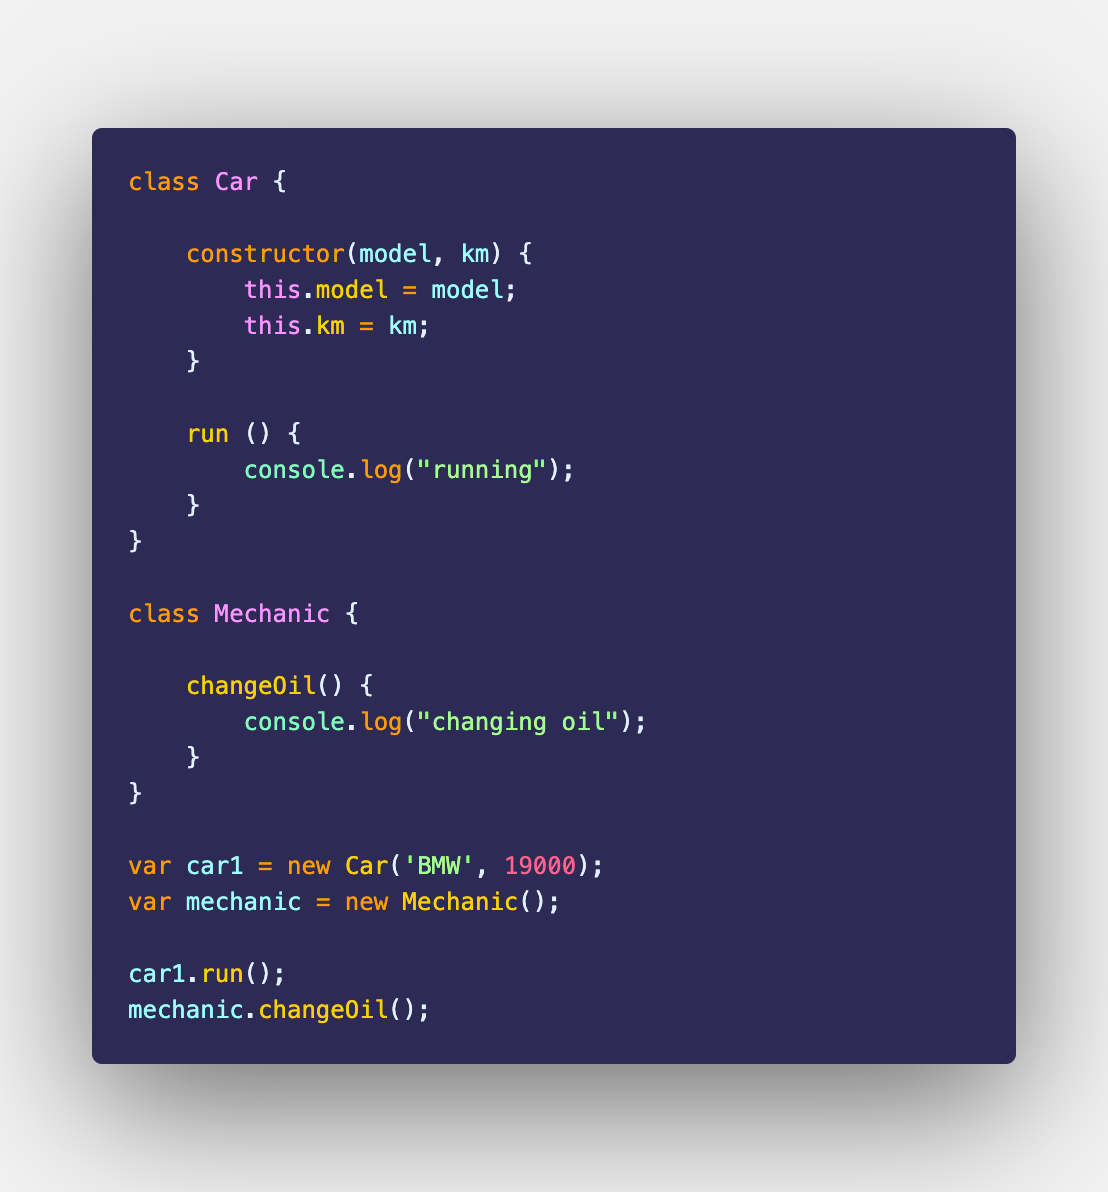 class Car {

    constructor(model, km) {
        this.model = model;
        this.km = km;
    }

    run () {
        console.log("running");
    }
}

class Mechanic {

    changeOil() {
        console.log("changing oil");
    }
}

var car1 = new Car('BMW', 19000);
var mechanic = new Mechanic();

car1.run();
mechanic.changeOil();